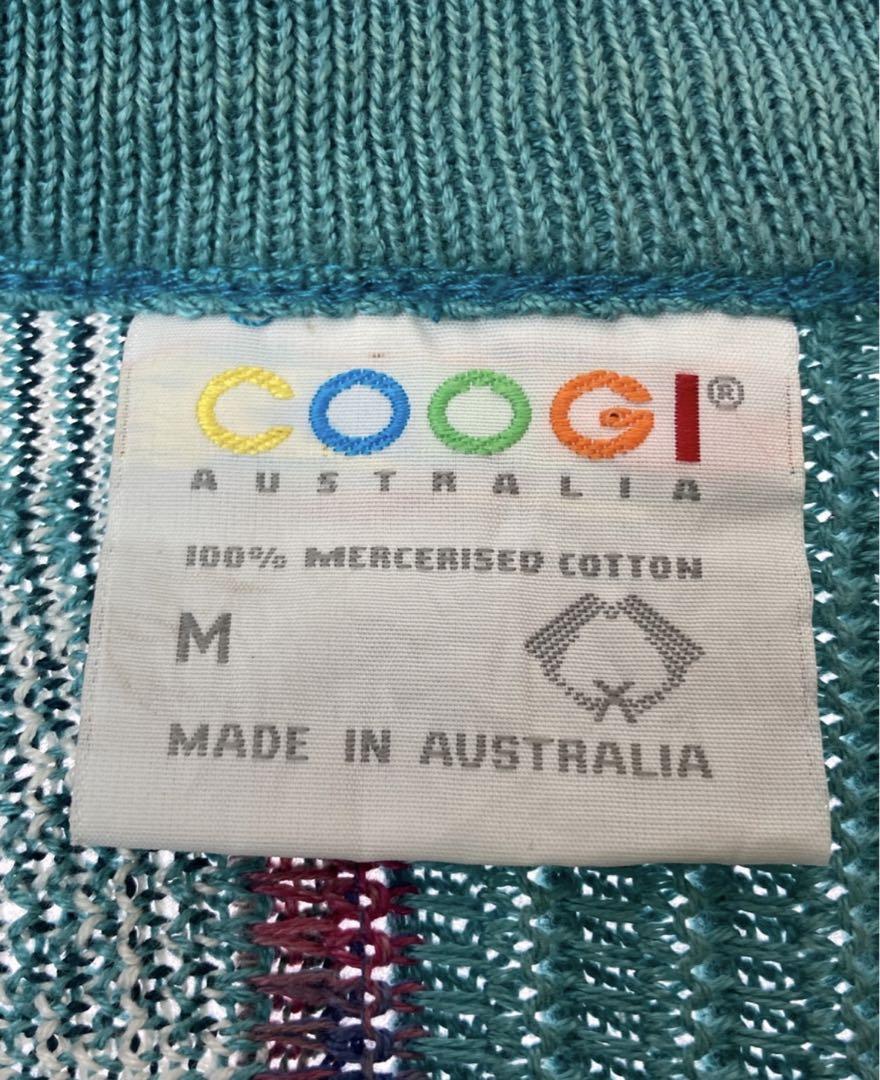 COOGI®
AUSTRALIA
100% MERCERISED COTTON
M
MADE IN AUSTRALIA